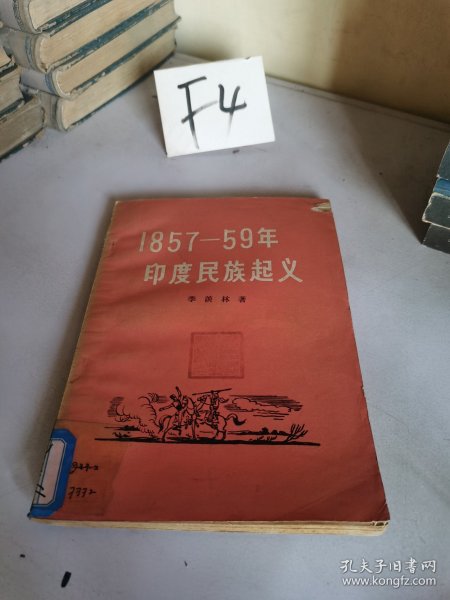 F4
1857—59年
印度民族起义
季羡林著
7332
孔夫子旧书网
www.kongfz.com